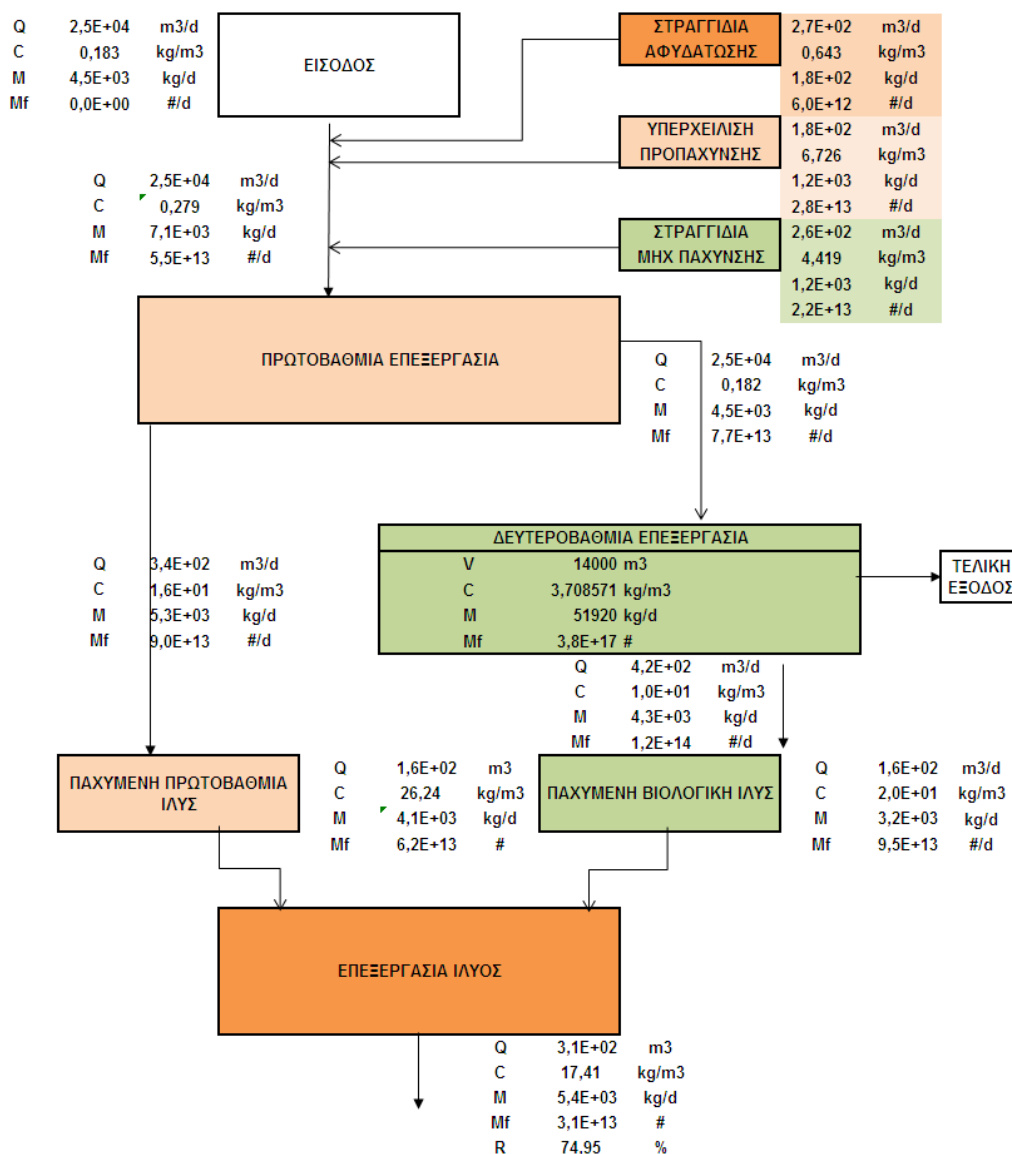 Q 2,5E+04 m3/d
C 0,183 kg/m3
M 4,5E+03 kg/d
Mf 0,0E+00 #/d
ΕΙΣΟΔΟΣ
ΣΤΡΑΓΓΙΔΙΑ
ΑΦΥΔΑΤΩΣΗΣ
2,7E+02 m3/d
0,643 kg/m3
1,8E+02 kg/d
6,0E+12 #/d
ΥΠΕΡΧΕΙΛΙΣΗ
ΠΡΟΠΑΧΥΝΣΗΣ
1,8E+02 m3/d
6,726 kg/m3
1,2E+03 kg/d
2,8E+13 #/d
ΣΤΡΑΓΓΙΔΙΑ
ΜΗΧ ΠΑΧΥΝΣΗΣ
2,6E+02 m3/d
4,419 kg/m3
1,2E+03 kg/d
2,2E+13 #/d
Q 2,5E+04 m3/d
C 0,279 kg/m3
M 7,1E+03 kg/d
Mf 5,5E+13 #/d
ΠΡΩΤΟΒΑΘΜΙΑ ΕΠΕΞΕΡΓΑΣΙΑ
Q 2,5E+04 m3/d
C 0,182 kg/m3
M 4,5E+03 kg/d
Mf 7,7E+13 #/d
ΔΕΥΤΕΡΟΒΑΘΜΙΑ ΕΠΕΞΕΡΓΑΣΙΑ
V 14000 m3
C 3,708571 kg/m3
M 51920 kg/d
Mf 3,8E+17 #
ΤΕΛΙΚΗ
ΕΞΟΔΟΣ
Q 3,4E+02 m3/d
C 1,6E+01 kg/m3
M 5,3E+03 kg/d
Mf 9,0E+13 #/d
Q 4,2E+02 m3/d
C 1,0E+01 kg/m3
M 4,3E+03 kg/d
Mf 1,2E+14 #/d
ΠΑΧΥΜΕΝΗ ΠΡΩΤΟΒΑΘΜΙΑ
ΙΛΥΣ
Q 1,6E+02 m3
C 26,24 kg/m3
M 4,1E+03 kg/d
Mf 6,2E+13 #
ΠΑΧΥΜΕΝΗ ΒΙΟΛΟΓΙΚΗ ΙΛΥΣ
Q 1,6E+02 m3/d
C 2,0E+01 kg/m3
M 3,2E+03 kg/d
Mf 9,5E+13 #/d
ΕΠΕΞΕΡΓΑΣΙΑ ΙΛΥΟΣ
Q 3,1E+02 m3
C 17,41 kg/m3
M 5,4E+03 kg/d
Mf 3,1E+13 #
R 74,95 %